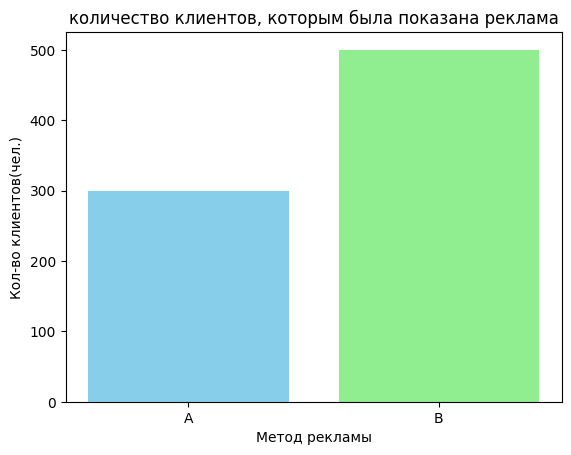 количество клиентов, которым была показана реклама
Кол-во клиентов(чел.)
500
400
300
200
100
0
A
B
Метод рекламы